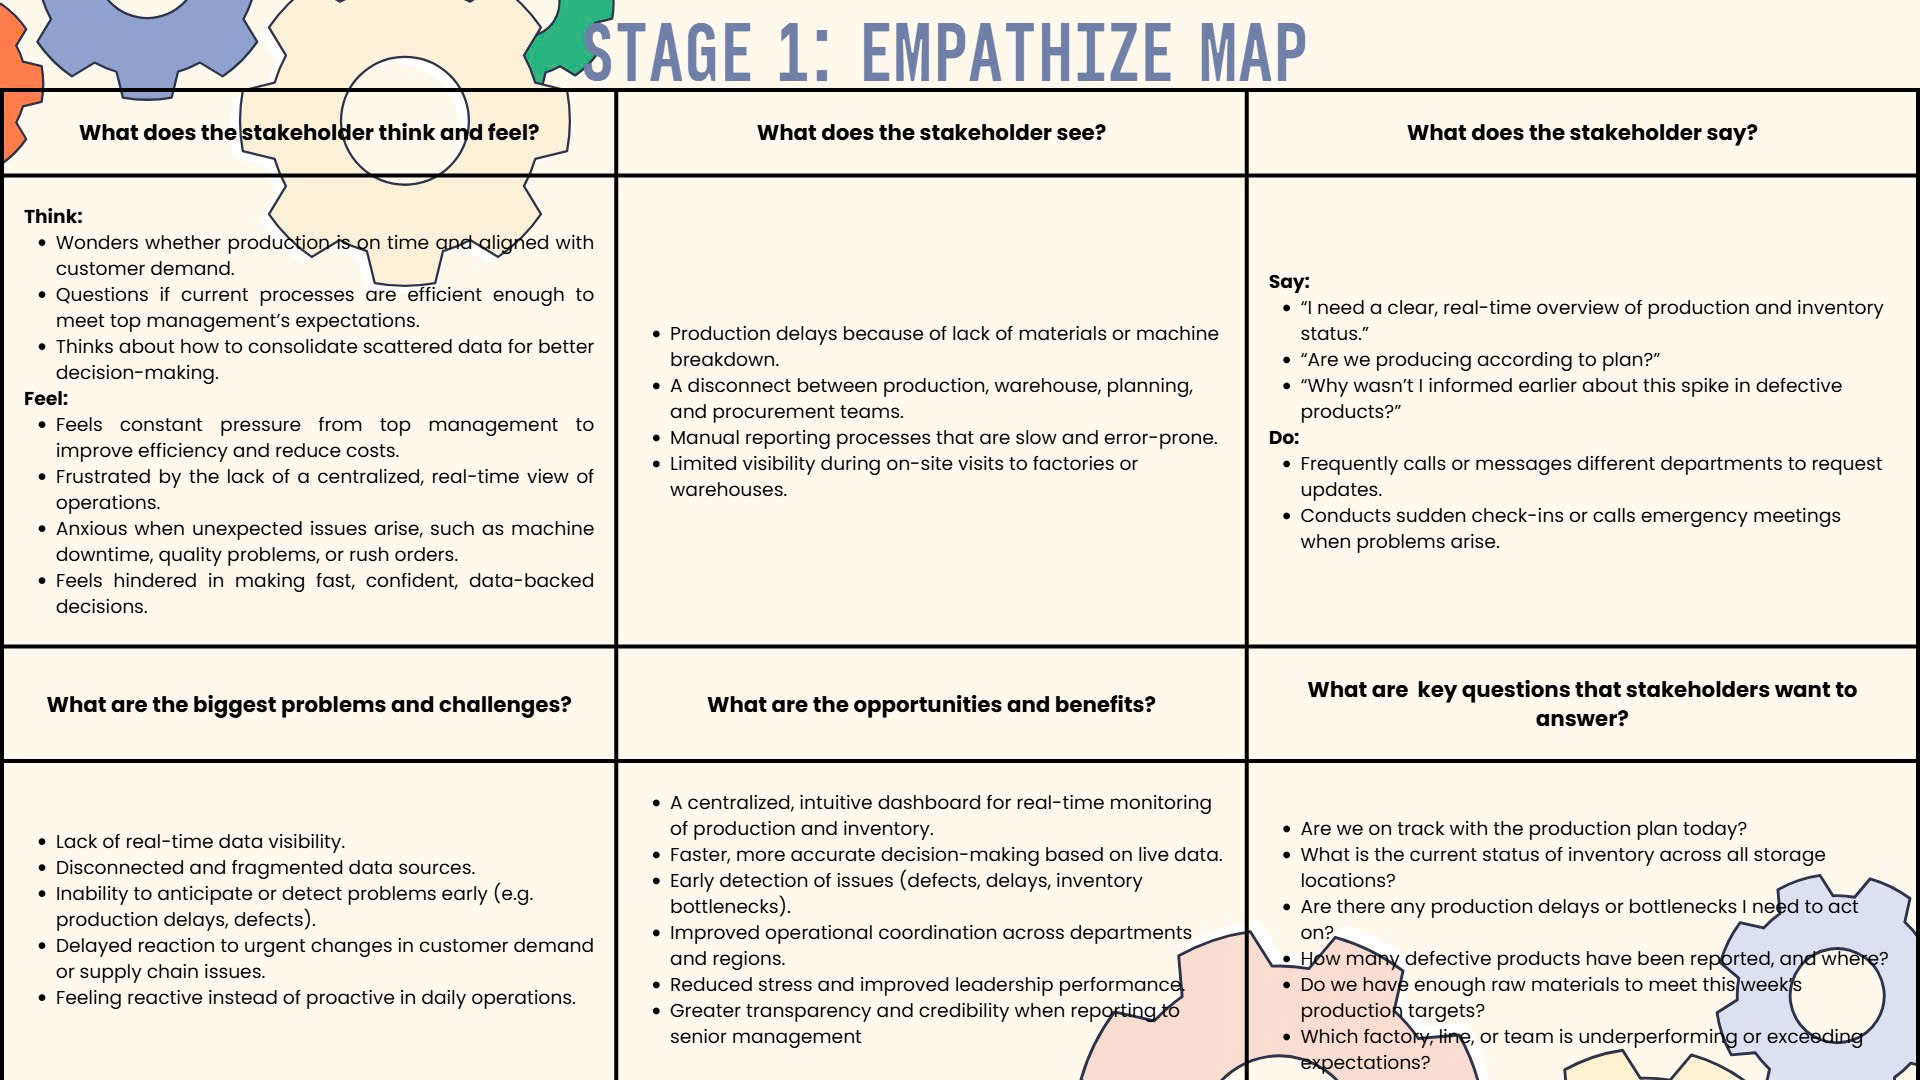 STAGE 1: EMPATHIZE MAP
What does the stakeholder think and feel?
What does the stakeholder see?
What does the stakeholder say?
Think:
• Wonders whether production is on time and aligned with
customer demand.
• Questions if current processes are efficient enough to
meet top management’s expectations.
• Thinks about how to consolidate scattered data for better
decision-making.
Feel:
• Feels constant pressure from top management to
improve efficiency and reduce costs.
• Frustrated by the lack of a centralized, real-time view of
operations.
• Anxious when unexpected issues arise, such as machine
downtime, quality problems, or rush orders.
• Feels hindered in making fast, confident, data-backed
decisions.
• Production delays because of lack of materials or machine
breakdown.
• A disconnect between production, warehouse, planning,
and procurement teams.
• Manual reporting processes that are slow and error-prone.
• Limited visibility during on-site visits to factories or
warehouses.
Say:
• “I need a clear, real-time overview of production and inventory
status.”
• “Are we producing according to plan?”
• “Why wasn’t I informed earlier about this spike in defective
products?”
Do:
• Frequently calls or messages different departments to request
updates.
• Conducts sudden check-ins or calls emergency meetings
when problems arise.
What are the biggest problems and challenges?
What are the opportunities and benefits?
What are  key questions that stakeholders want to
answer?
• Lack of real-time data visibility.
• Disconnected and fragmented data sources.
• Inability to anticipate or detect problems early (e.g.
production delays, defects).
• Delayed reaction to urgent changes in customer demand
or supply chain issues.
• Feeling reactive instead of proactive in daily operations.
• A centralized, intuitive dashboard for real-time monitoring
of production and inventory.
• Faster, more accurate decision-making based on live data.
• Early detection of issues (defects, delays, inventory
bottlenecks).
• Improved operational coordination across departments
and regions.
• Reduced stress and improved leadership performance.
• Greater transparency and credibility when reporting to
senior management
• Are we on track with the production plan today?
• What is the current status of inventory across all storage
locations?
• Are there any production delays or bottlenecks I need to act
on?
• How many defective products have been reported, and where?
• Do we have enough raw materials to meet this week’s
production targets?
• Which factory, line, or team is underperforming or exceeding
expectations?